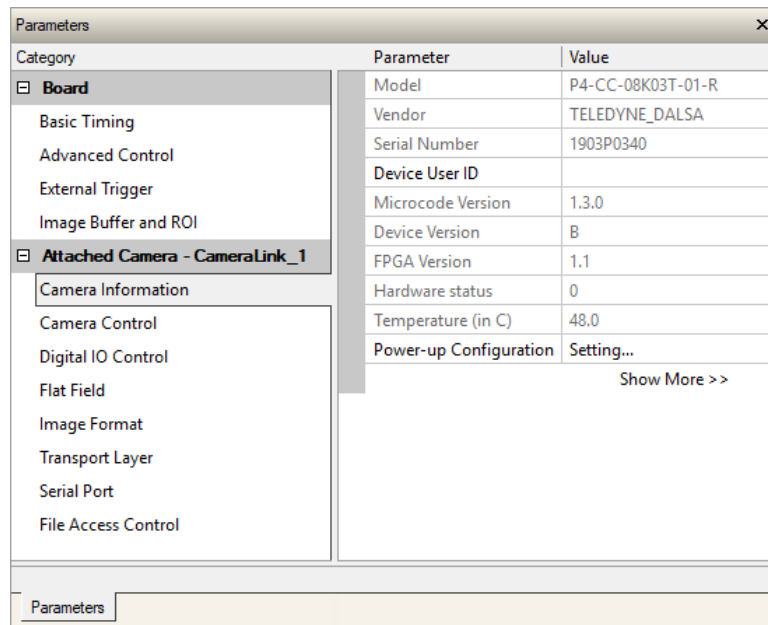 Parameters
Category
Board
Basic Timing
Advanced Control
External Trigger
Image Buffer and ROI
Attached Camera - CameraLink_1
Camera Information
Camera Control
Digital IO Control
Flat Field
Image Format
Transport Layer
Serial Port
File Access Control
Parameter Value
Model P4-CC-08K03T-01-R
Vendor TELEDYNE_DALSA
Serial Number 1903P0340
Device User ID
Microcode Version 1.3.0
Device Version B
FPGA Version 1.1
Hardware status 0
Temperature (in C) 48.0
Power-up Configuration Setting...
Show More >>
Parameters